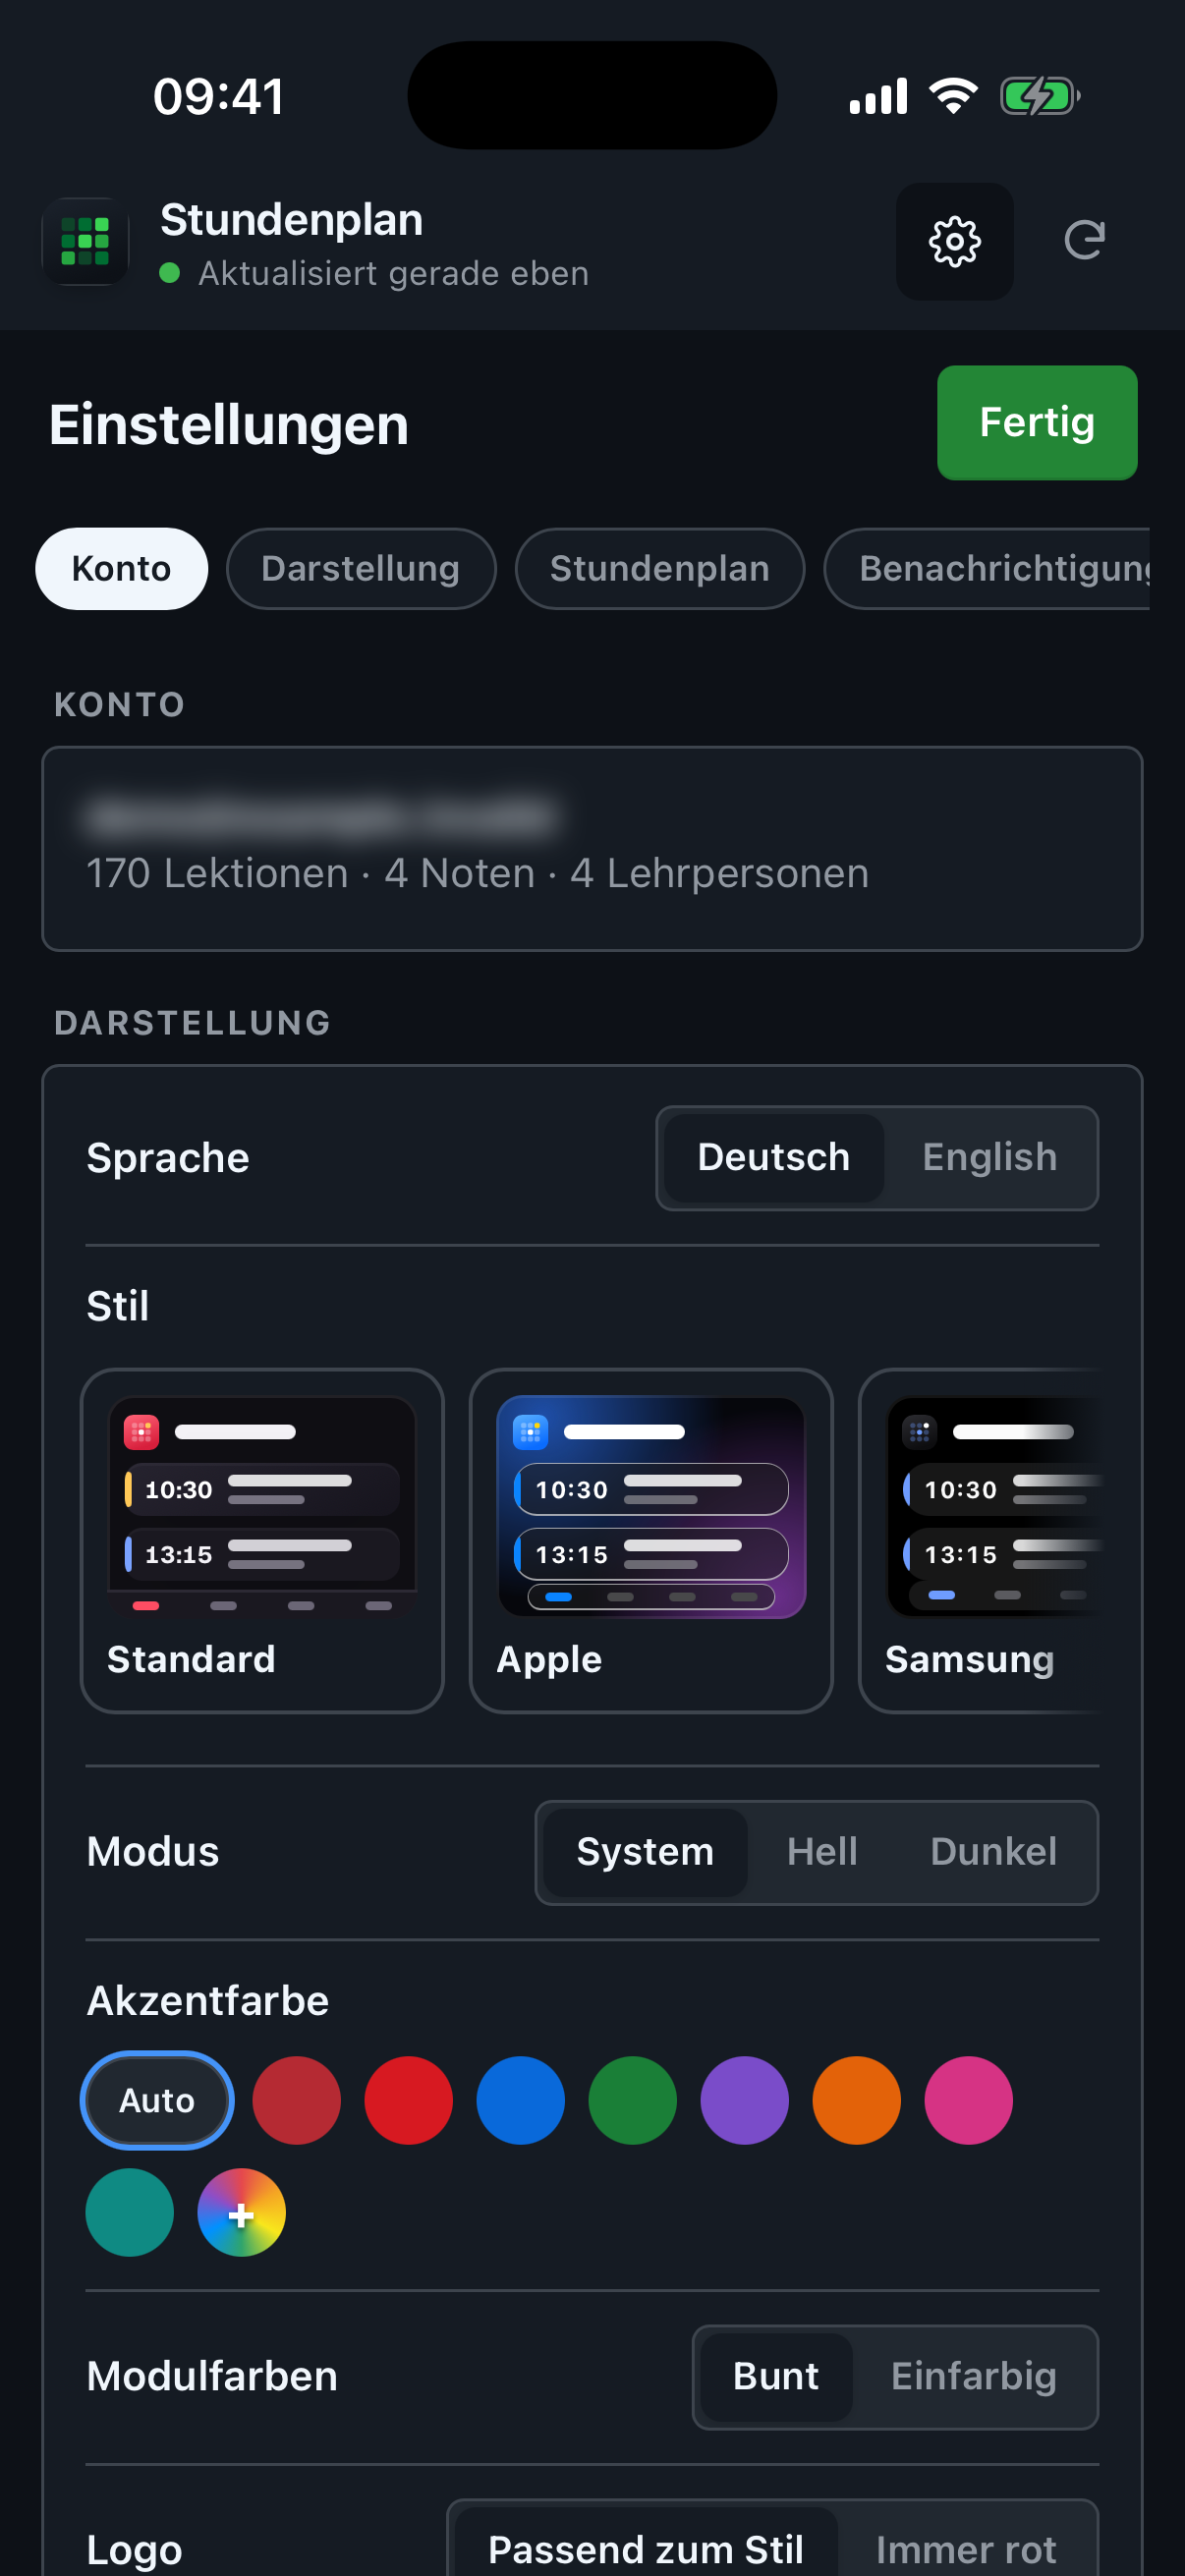 09:41
Stundenplan
Aktualisiert gerade eben
Einstellungen
Fertig
Konto
Darstellung
Stundenplan
KONTO
170 Lektionen · 4 Noten · 4 Lehrpersonen
DARSTELLUNG
Sprache
Deutsch
English
Stil
10:30
13:15
Standard
10:30
13:15
Apple
10:30
13:15
Samsung
Modus
System
Hell
Dunkel
Akzentfarbe
Auto
+
Modulfarben
Bunt
Einfarbig
Logo
Passend zum Stil
Immer rot